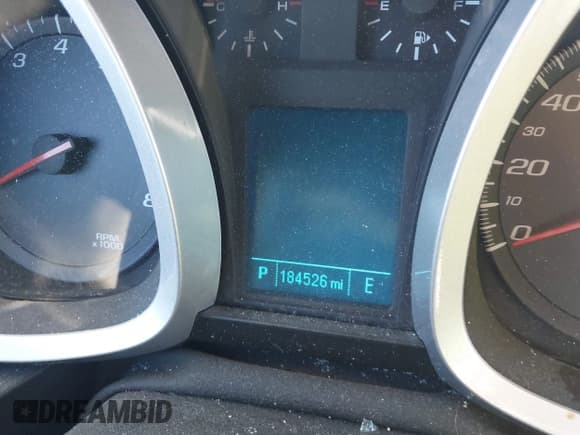 C H E F
3 4
8
RPM
x1000
40
30
20
10
0
P 184526 mi E
DREAMBID